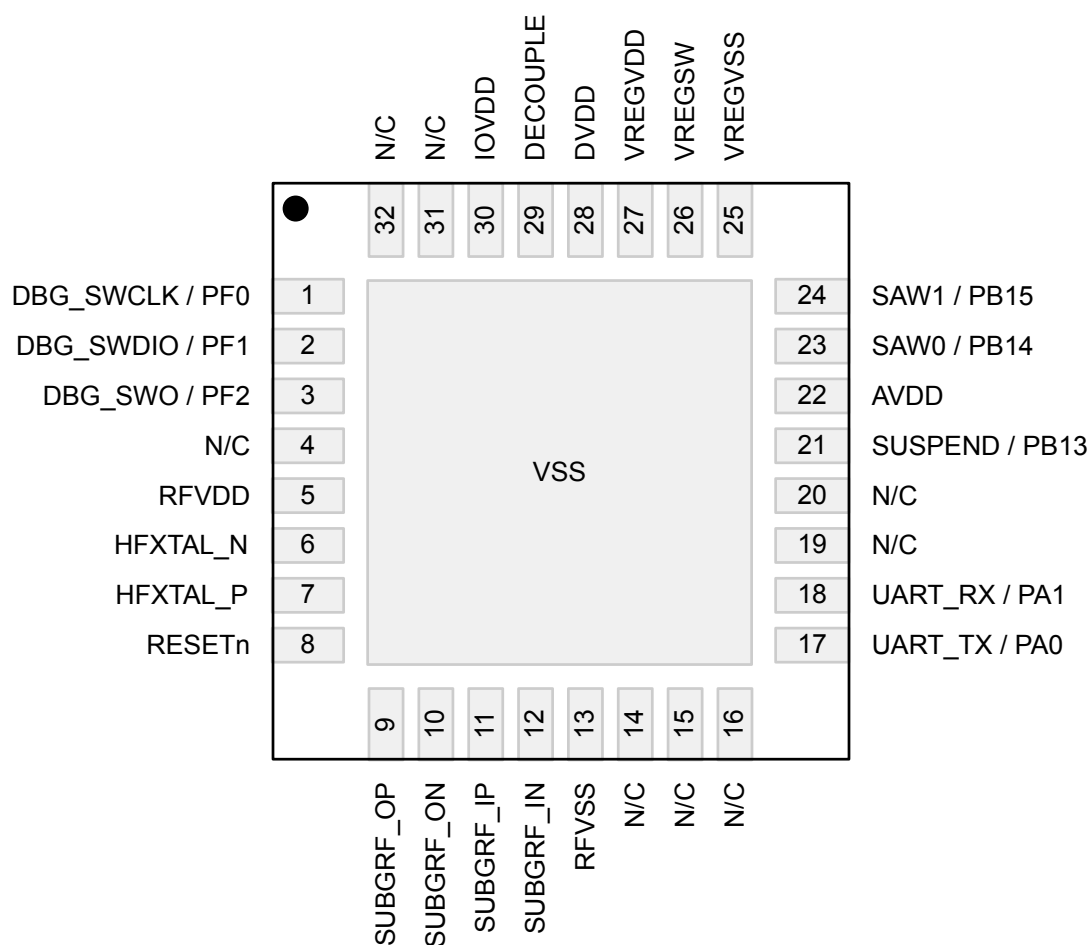 N/C
N/C
IOVDD
DECOUPLE
DVDD
VREGVDD
VREGSW
VREGVSS
32
31
30
29
28
27
26
25
DBG_SWCLK / PF0 1
DBG_SWDIO / PF1 2
DBG_SWO / PF2 3
N/C 4
RFVDD 5
HFXTAL_N 6
HFXTAL_P 7
RESETn 8
VSS
24 SAW1 / PB15
23 SAW0 / PB14
22 AVDD
21 SUSPEND / PB13
20 N/C
19 N/C
18 UART_RX / PA1
17 UART_TX / PA0
9
10
11
12
13
14
15
16
SUBGRF_OP
SUBGRF_ON
SUBGRF_IP
SUBGRF_IN
RFVSS
N/C
N/C
N/C